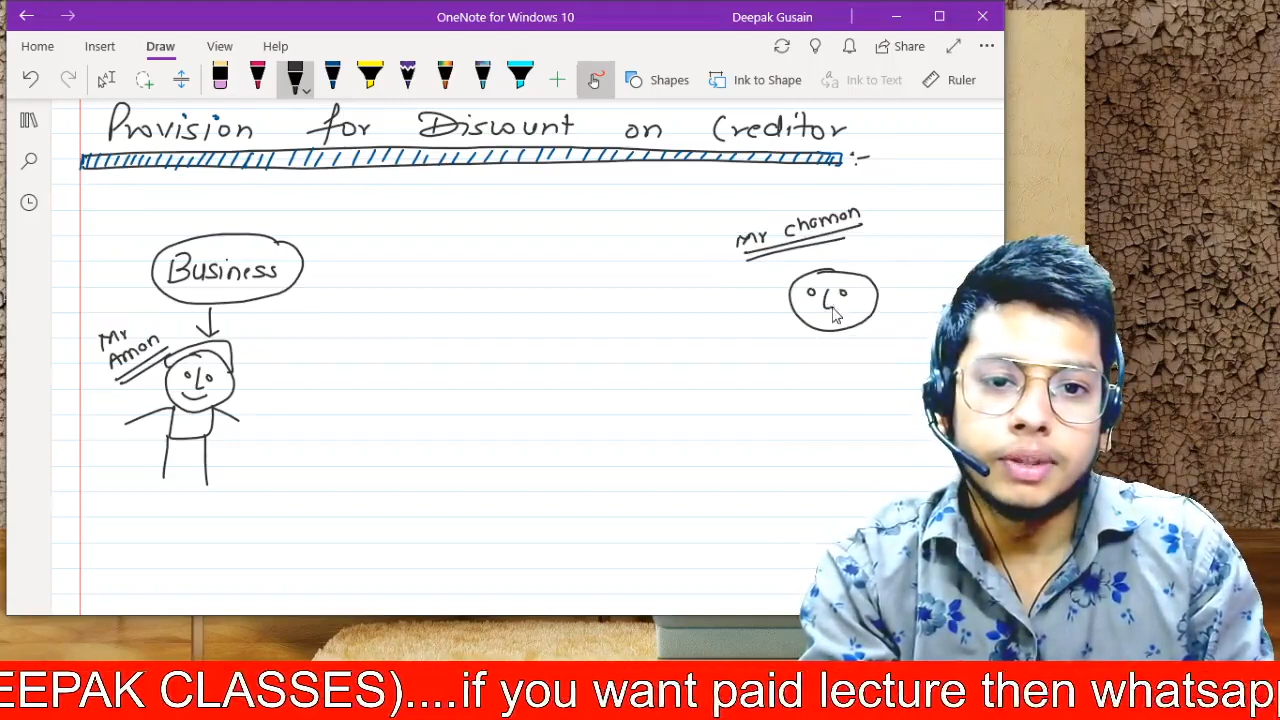 OneNote for Windows 10
Deepak Gusain
Home Insert Draw View Help
Share
Shapes
Ink to Shape
Ink to Text
Ruler
Provision for Discount on Creditor :-
Mr chaman
Business
Mr
Aman
EEPAK CLASSES)....if you want paid lecture then whatsapp